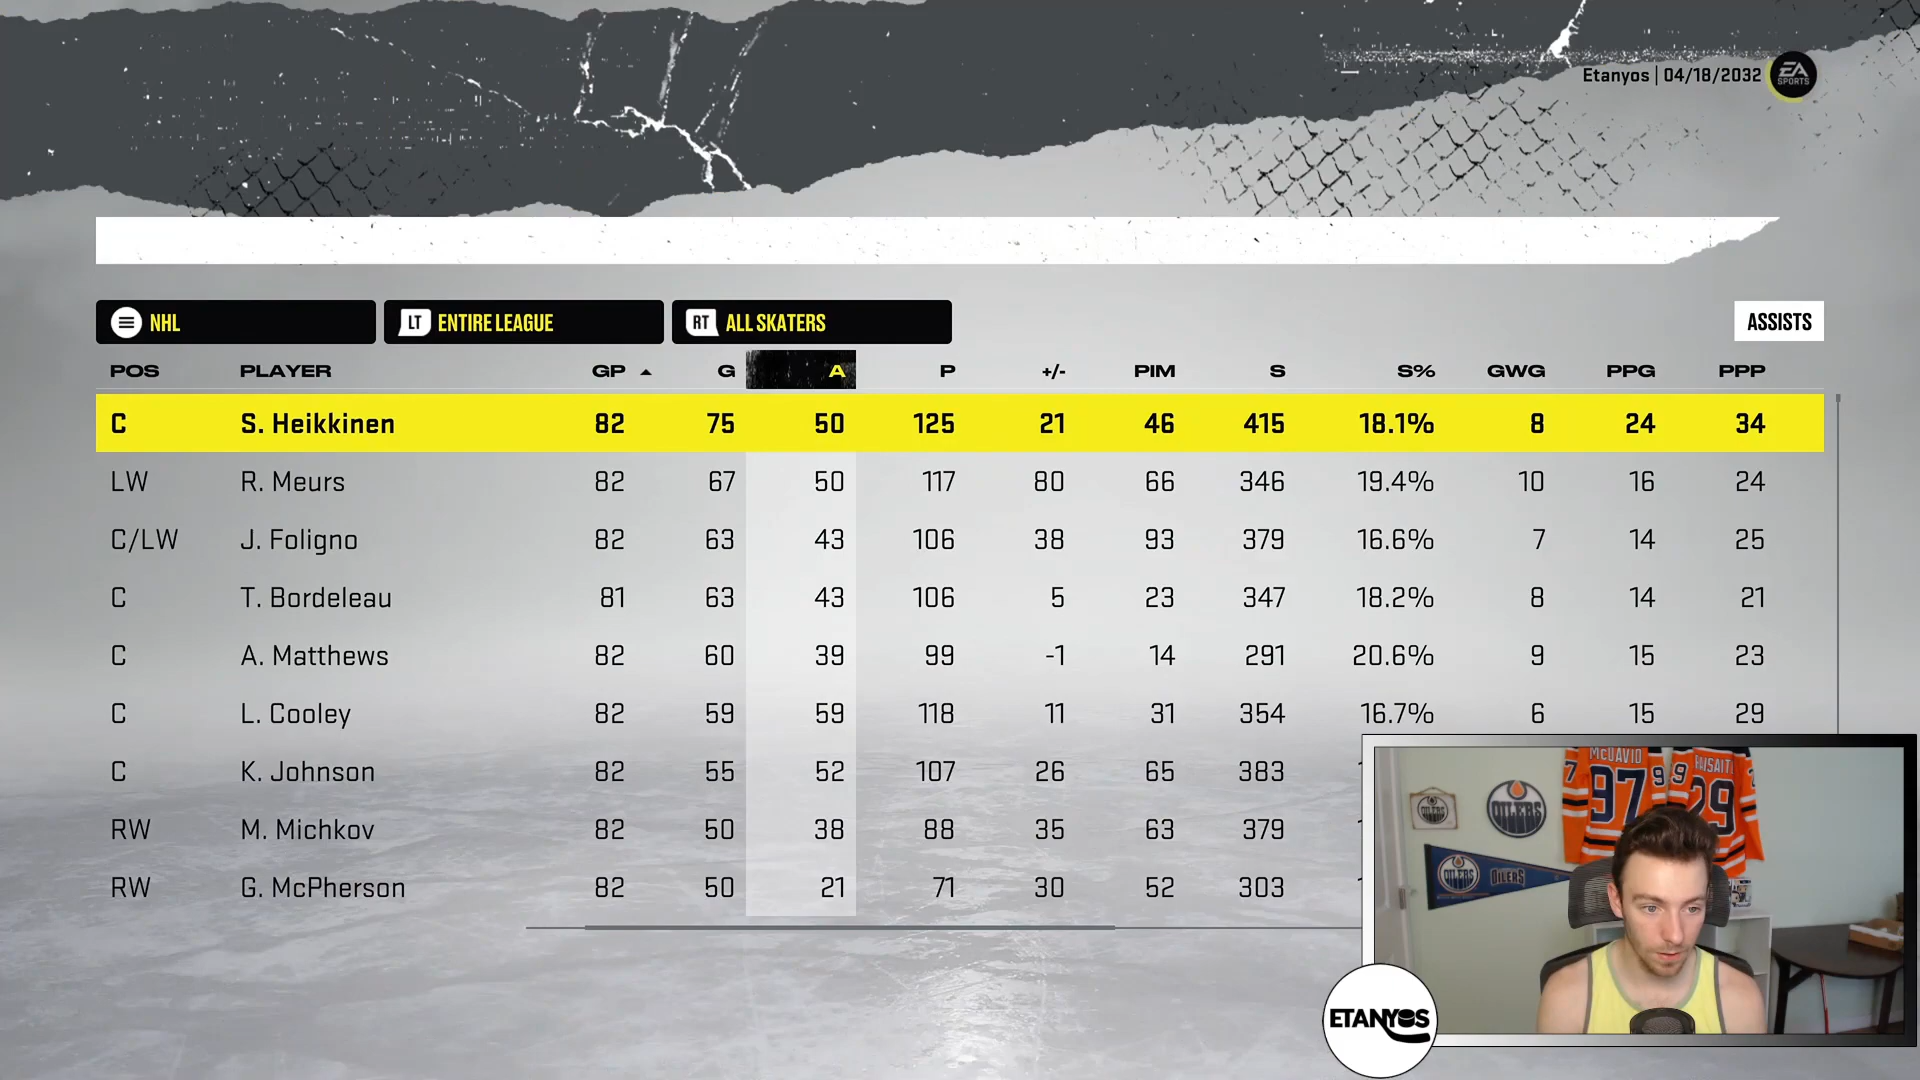 Etanyos | 04/18/2032
EA SPORTS
NHL
LT ENTIRE LEAGUE
RT ALL SKATERS
ASSISTS
POS PLAYER GP G A P +/- PIM S S% GWG PPG PPP
C S. Heikkinen 82 75 50 125 21 46 415 18.1% 8 24 34
LW R. Meurs 82 67 50 117 80 66 346 19.4% 10 16 24
C/LW J. Foligno 82 63 43 106 38 93 379 16.6% 7 14 25
C T. Bordeleau 81 63 43 106 5 23 347 18.2% 8 14 21
C A. Matthews 82 60 39 99 -1 14 291 20.6% 9 15 23
C L. Cooley 82 59 59 118 11 31 354 16.7% 6 15 29
C K. Johnson 82 55 52 107 26 65 383
RW M. Michkov 82 50 38 88 35 63 379
RW G. McPherson 82 50 21 71 30 52 303
McDAVID
97
29
OILERS
OILERS
OILERS
OILERS
ETANYOS